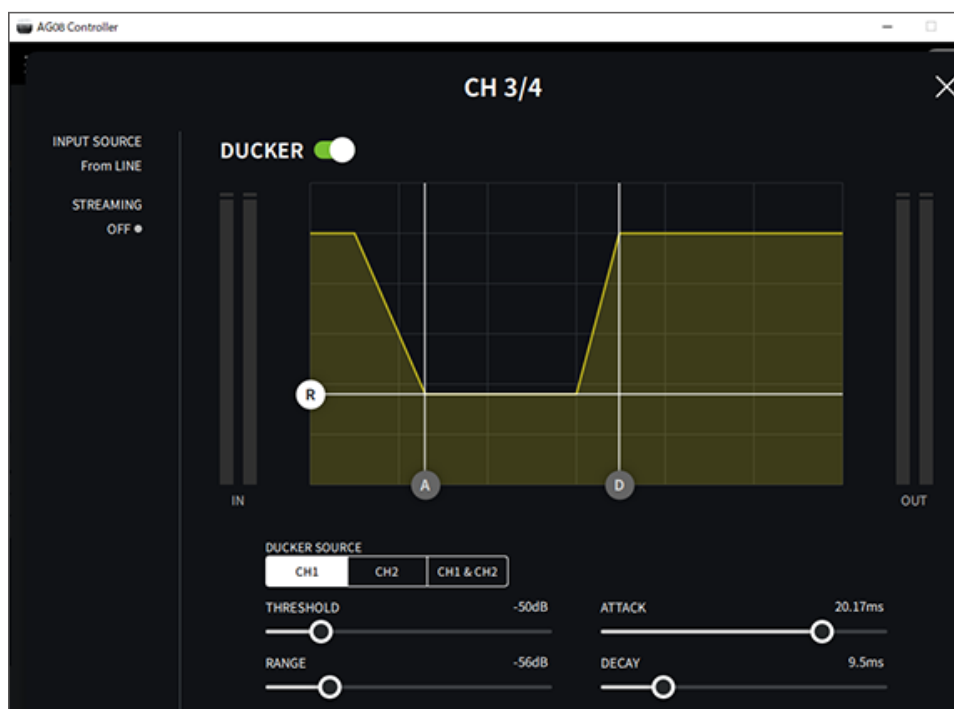 AG08 Controller
CH 3/4
INPUT SOURCE
From LINE
STREAMING
OFF
DUCKER
R
A
D
IN
OUT
DUCKER SOURCE
CH1 CH2 CH1 & CH2
THRESHOLD -50dB ATTACK 20.17ms
RANGE -56dB DECAY 9.5ms